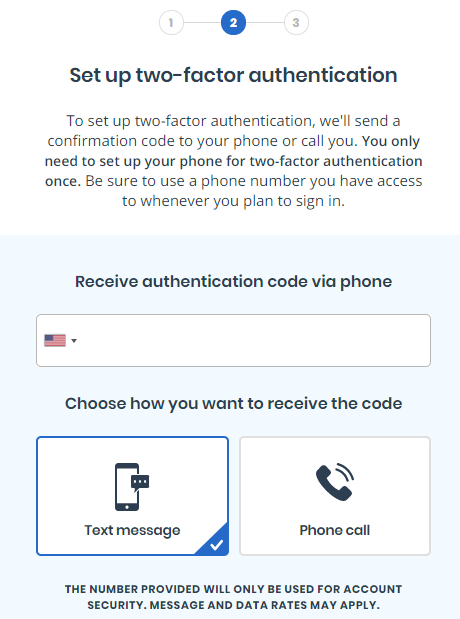 1 2 3
Set up two-factor authentication
To set up two-factor authentication, we'll send a
confirmation code to your phone or call you. You only
need to set up your phone for two-factor authentication
once. Be sure to use a phone number you have access
to whenever you plan to sign in.
Receive authentication code via phone
Choose how you want to receive the code
Text message
Phone call
THE NUMBER PROVIDED WILL ONLY BE USED FOR ACCOUNT
SECURITY. MESSAGE AND DATA RATES MAY APPLY.